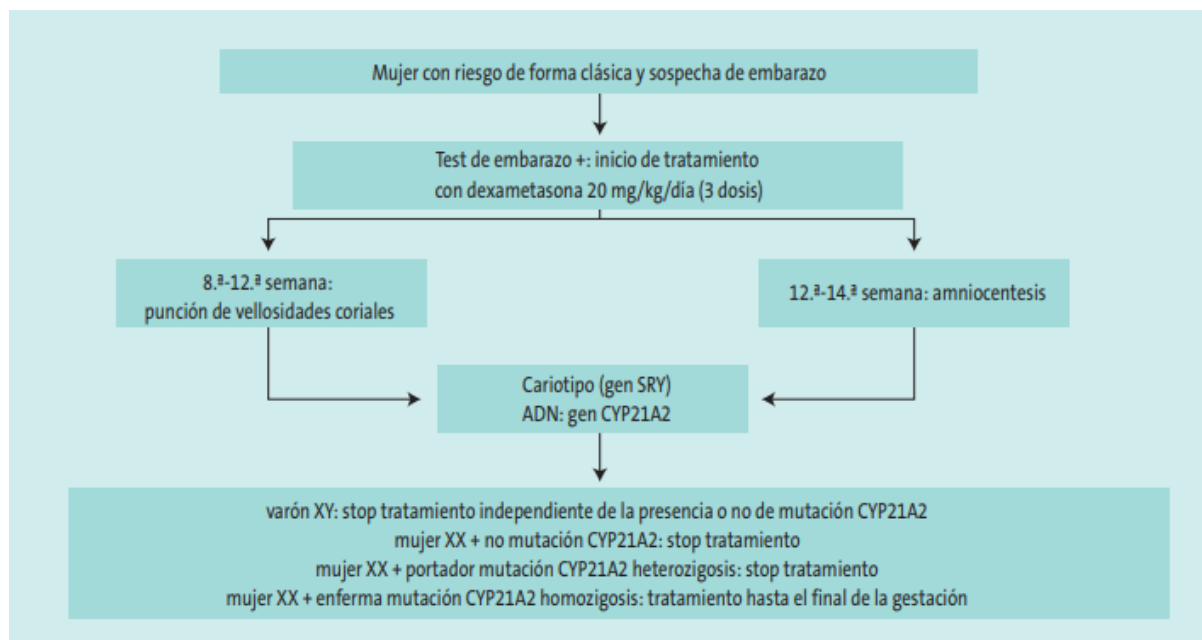 Mujer con riesgo de forma clásica y sospecha de embarazo
Test de embarazo +: inicio de tratamiento
con dexametasona 20 mg/kg/día (3 dosis)
8.ª-12.ª semana:
punción de vellosidades coriales
12.ª-14.ª semana: amniocentesis
Cariotipo (gen SRY)
ADN: gen CYP21A2
varón XY: stop tratamiento independiente de la presencia o no de mutación CYP21A2
mujer XX + no mutación CYP21A2: stop tratamiento
mujer XX + portador mutación CYP21A2 heterozigosis: stop tratamiento
mujer XX + enferma mutación CYP21A2 homozigosis: tratamiento hasta el final de la gestación